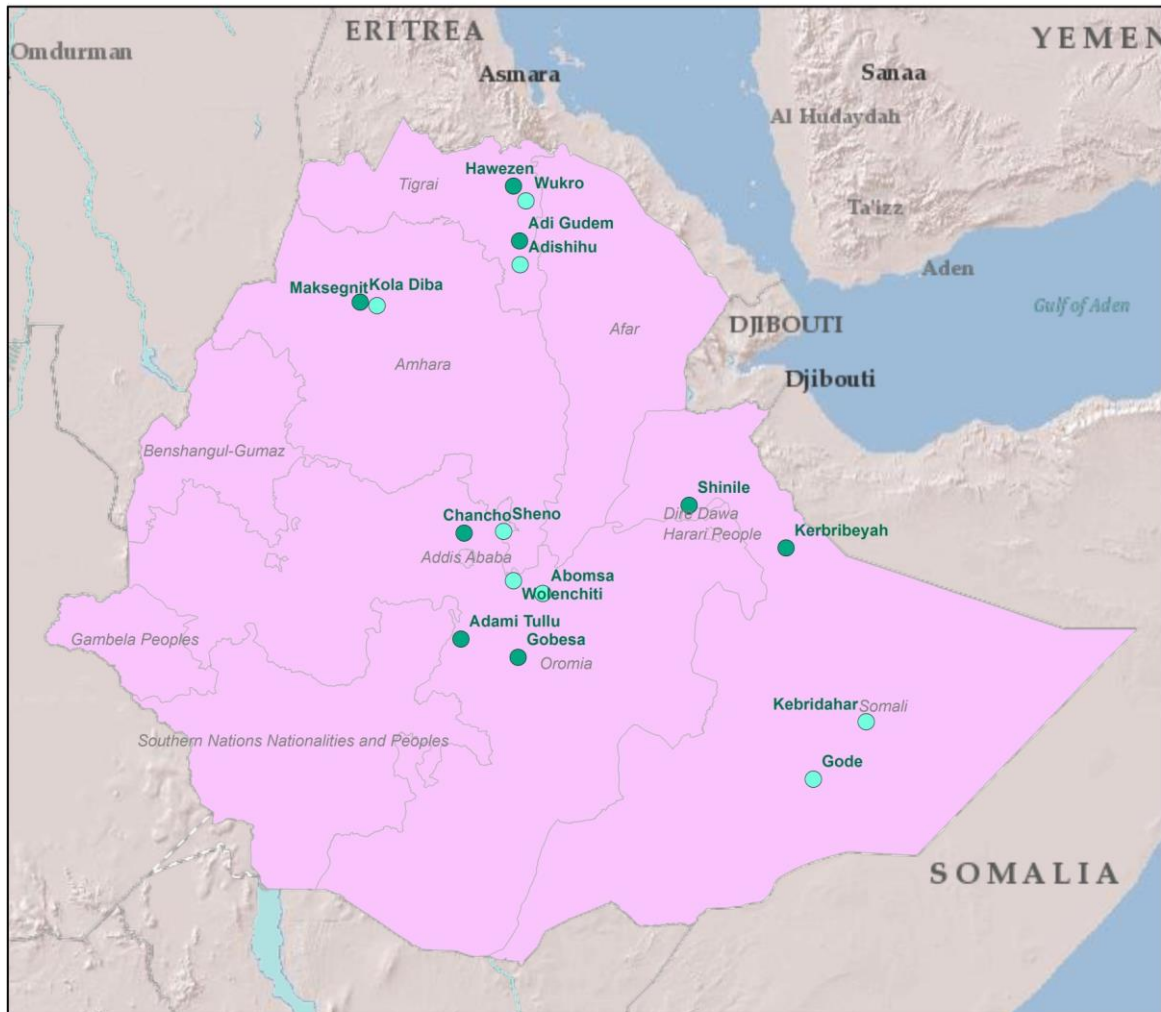 ERITREA
YEMEN
Omdurman
Asmara
Sanaa
Al Hudaydah
Hawezen
Tigrai
Wukro
Ta'izz
Adi Gudem
Adishihu
Aden
Maksegnit
Kola Diba
Gulf of Aden
DJIBOUTI
Afar
Amhara
Djibouti
Benshangul-Gumaz
Shinile
Chancho
Sheno
Dire Dawa
Harari People
Kerbribeyah
Addis Ababa
Abomsa
Wolenchiti
Adami Tullu
Gambela Peoples
Gobesa
Oromia
Kebridahar
Somali
Southern Nations Nationalities and Peoples
Gode
SOMALIA